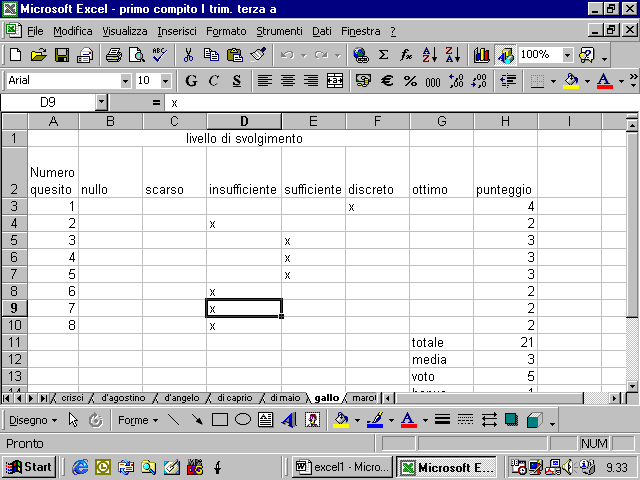 Microsoft Excel - primo compito I trim. terza a
File Modifica Visualizza Inserisci Formato Strumenti Dati Finestra ?
100%
Arial 10 G C S € % 000
D9 = x
A B C D E F G H I
1 livello di svolgimento
2 Numero quesito nullo scarso insufficiente sufficiente discreto ottimo punteggio
3 1 x 4
4 2 x 2
5 3 x 3
6 4 x 3
7 5 x 3
8 6 x 2
9 7 x 2
10 8 x 2
11 totale 21
12 media 3
13 voto 5
crisci d'agostino d'angelo di caprio di maio gallo maro
Disegno Forme
Pronto NUM
Start excel1 - Micro... Microsoft E... 9.33